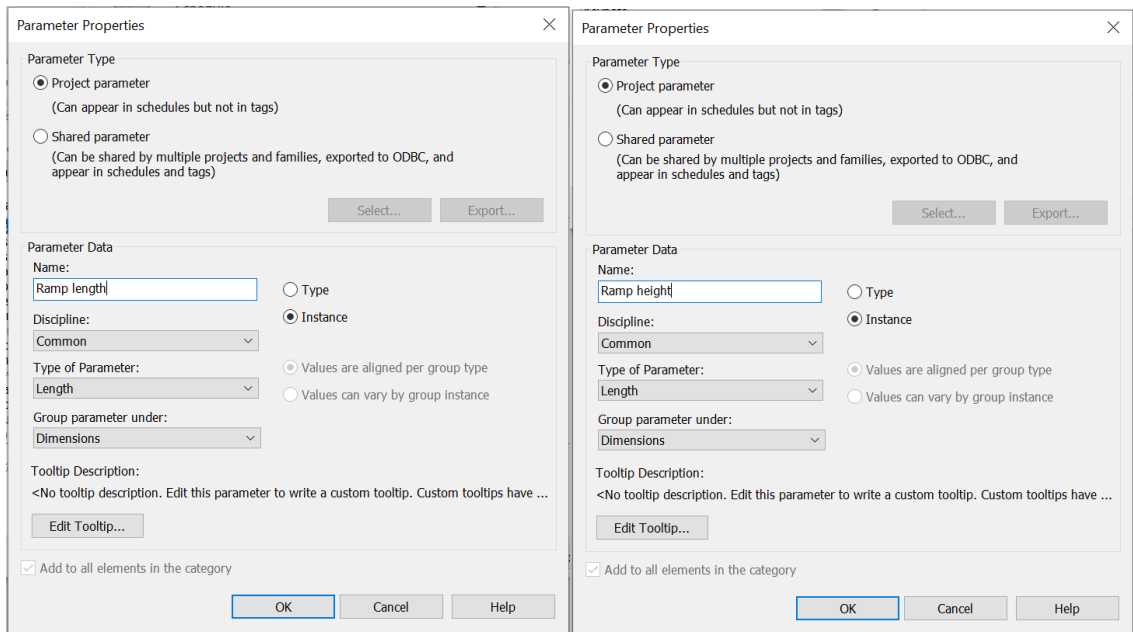 Parameter Properties
Parameter Type
Project parameter
(Can appear in schedules but not in tags)
Shared parameter
(Can be shared by multiple projects and families, exported to ODBC, and
appear in schedules and tags)
Select...
Export...
Parameter Data
Name:
Ramp length
Type
Instance
Discipline:
Common
Type of Parameter:
Length
Values are aligned per group type
Values can vary by group instance
Group parameter under:
Dimensions
Tooltip Description:
<No tooltip description. Edit this parameter to write a custom tooltip. Custom tooltips have ...
Edit Tooltip...
Add to all elements in the category
OK
Cancel
Help
Parameter Properties
Parameter Type
Project parameter
(Can appear in schedules but not in tags)
Shared parameter
(Can be shared by multiple projects and families, exported to ODBC, and
appear in schedules and tags)
Select...
Export...
Parameter Data
Name:
Ramp height
Type
Instance
Discipline:
Common
Type of Parameter:
Length
Values are aligned per group type
Values can vary by group instance
Group parameter under:
Dimensions
Tooltip Description:
<No tooltip description. Edit this parameter to write a custom tooltip. Custom tooltips have ...
Edit Tooltip...
Add to all elements in the category
OK
Cancel
Help